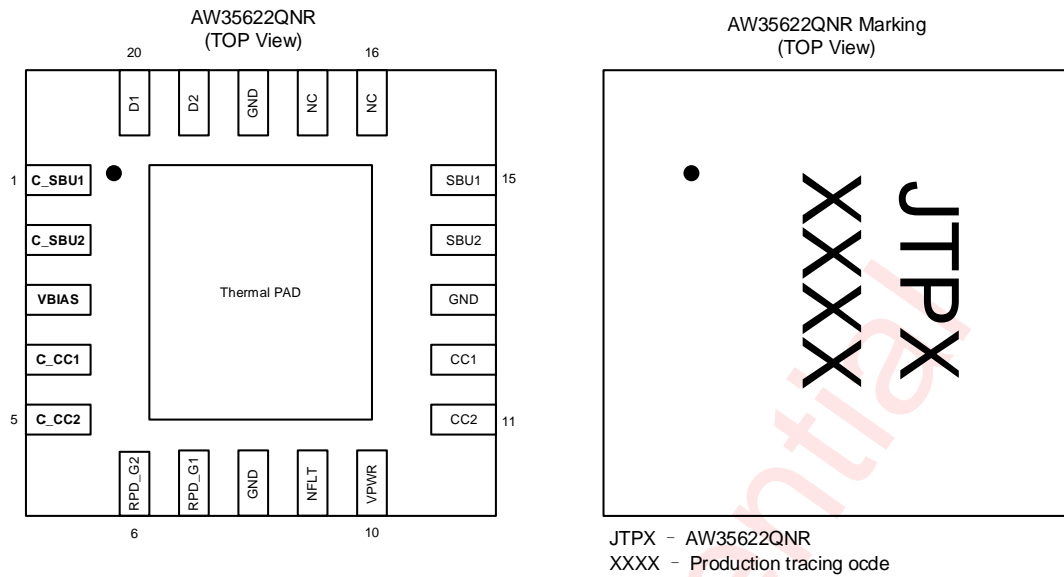 AW35622QNR
(TOP View)
20
16
D1
D2
GND
NC
NC
1
C_SBU1
C_SBU2
VBIAS
C_CC1
5
C_CC2
Thermal PAD
SBU1
15
SBU2
GND
CC1
CC2
11
RPD_G2
RPD_G1
GND
NFLT
VPWR
6
10
AW35622QNR Marking
(TOP View)
JTPX
XXXX
JTPX - AW35622QNR
XXXX - Production tracing ocde
ential